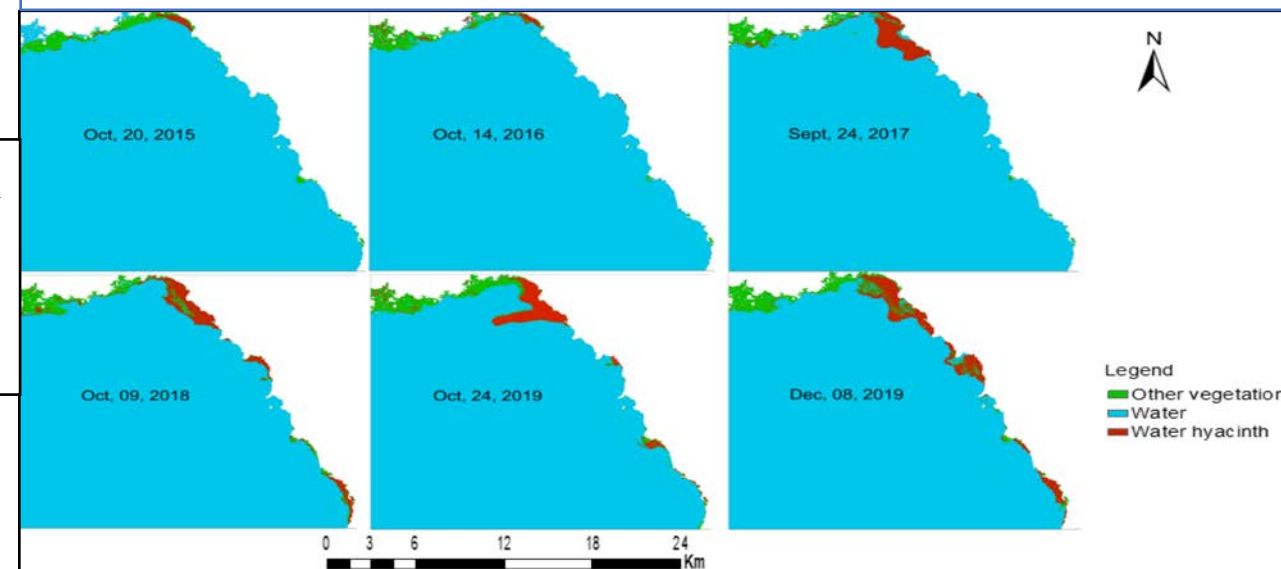 N
Oct, 20, 2015
Oct, 14, 2016
Sept, 24, 2017
Oct, 09, 2018
Oct, 24, 2019
Dec, 08, 2019
Legend
Other vegetation
Water
Water hyacinth
0 3 6 12 18 24
Km